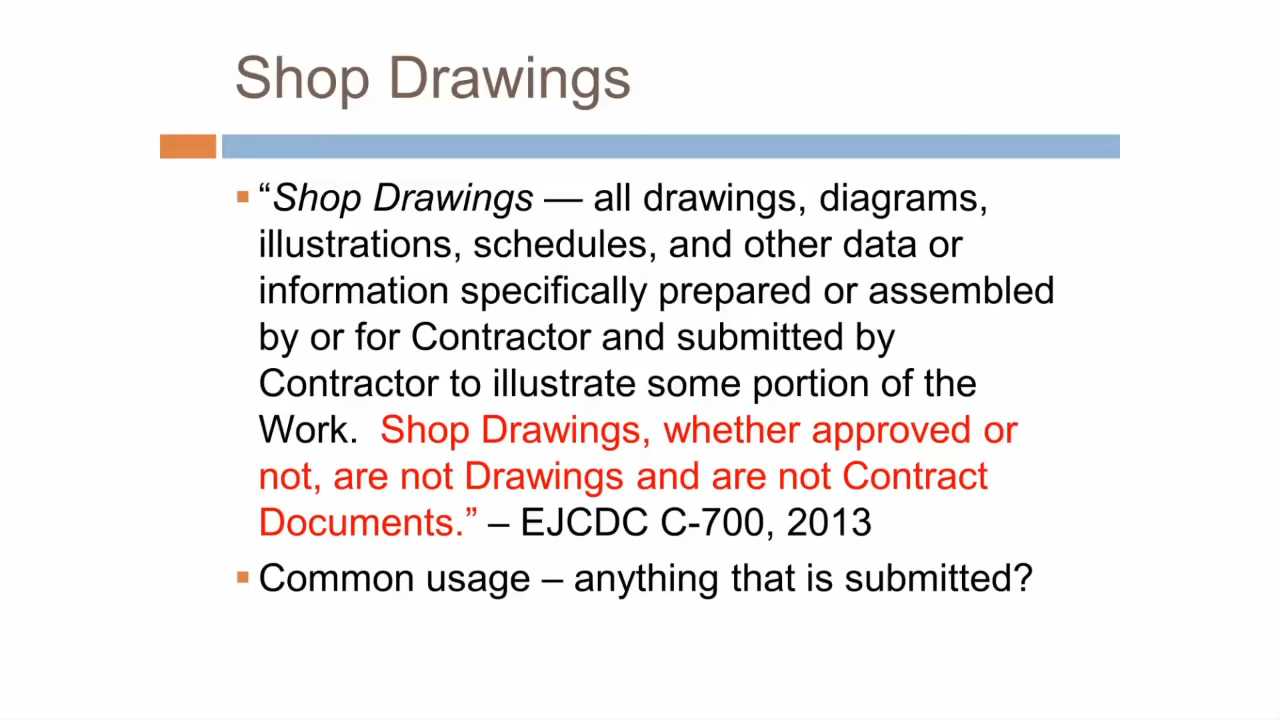 Shop Drawings
▪ “Shop Drawings — all drawings, diagrams,
illustrations, schedules, and other data or
information specifically prepared or assembled
by or for Contractor and submitted by
Contractor to illustrate some portion of the
Work.  Shop Drawings, whether approved or
not, are not Drawings and are not Contract
Documents.” – EJCDC C-700, 2013
▪ Common usage – anything that is submitted?